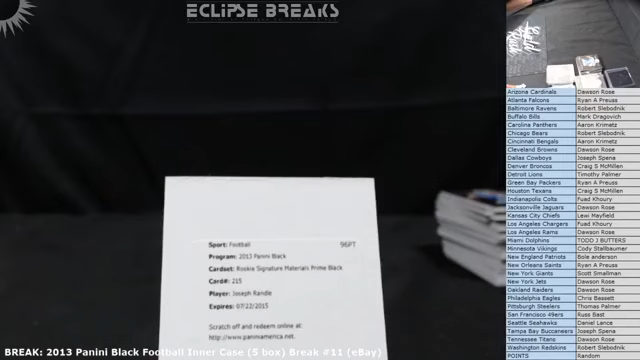 ECLIPSE BREAKS
Sport: Football 96PT
Program: 2013 Panini Black
Cardset: Rookie Signature Materials Prime Black
Card#: 215
Player: Joseph Randle
Expires: 07/22/2015
Scratch off and redeem online at:
http://www.paniniamerica.net.
BREAK: 2013 Panini Black Football Inner Case (5 box) Break #11 (eBay)
Arizona Cardinals Dawson Rose
Atlanta Falcons Ryan A Preuss
Baltimore Ravens Robert Slebodnik
Buffalo Bills Mark Dragovich
Carolina Panthers Aaron Krimetz
Chicago Bears Robert Slebodnik
Cincinnati Bengals Aaron Krimetz
Cleveland Browns Dawson Rose
Dallas Cowboys Joseph Spena
Denver Broncos Craig S McMillen
Detroit Lions Timothy Palmer
Green Bay Packers Ryan A Preuss
Houston Texans Craig S McMillen
Indianapolis Colts Fuad Khoury
Jacksonville Jaguars Dawson Rose
Kansas City Chiefs Lewi Mayfield
Los Angeles Chargers Fuad Khoury
Los Angeles Rams Dawson Rose
Miami Dolphins TODD J BUTTERS
Minnesota Vikings Cody Stallbaumer
New England Patriots Bole anderson
New Orleans Saints Ryan A Preuss
New York Giants Scott Smallman
New York Jets Dawson Rose
Oakland Raiders Dawson Rose
Philadelphia Eagles Chris Bassett
Pittsburgh Steelers Thomas Palmer
San Francisco 49ers Russ Bast
Seattle Seahawks Daniel Lance
Tampa Bay Buccaneers Joseph Spena
Tennessee Titans Dawson Rose
Washington Redskins Robert Slebodnik
POINTS Random